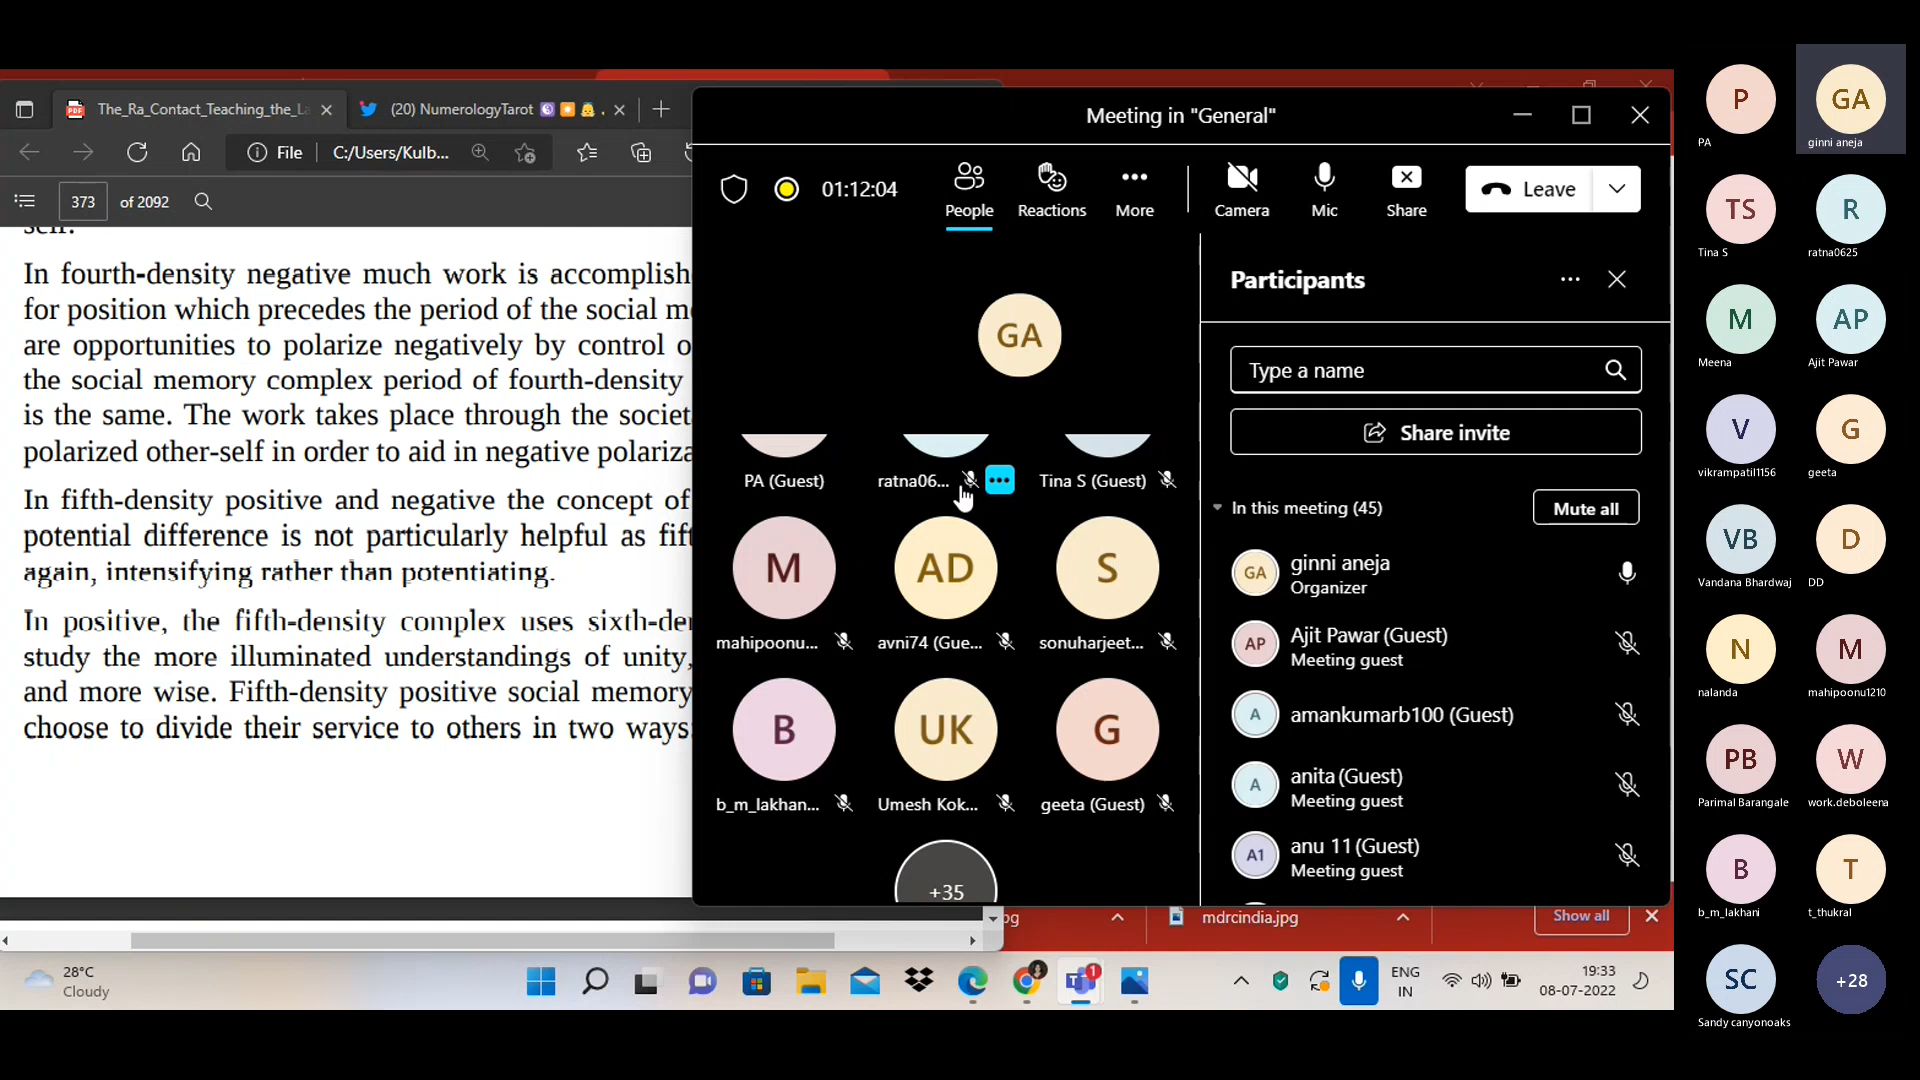 The_Ra_Contact_Teaching_the_La
(20) NumerologyTarot
File
C:/Users/Kulb...
373 of 2092
In fourth-density negative much work is accomplish
for position which precedes the period of the social me
are opportunities to polarize negatively by control o
the social memory complex period of fourth-density
is the same. The work takes place through the societ
polarized other-self in order to aid in negative polariza
In fifth-density positive and negative the concept of
potential difference is not particularly helpful as fif
again, intensifying rather than potentiating.
In positive, the fifth-density complex uses sixth-de
study the more illuminated understandings of unity,
and more wise. Fifth-density positive social memory
choose to divide their service to others in two ways:
Meeting in "General"
01:12:04
People
Reactions
More
Camera
Mic
Share
Leave
GA
PA (Guest)
ratna06...
Tina S (Guest)
M
AD
S
mahipoonu...
avni74 (Gue...
sonuharjeet...
B
UK
G
b_m_lakhan...
Umesh Kok...
geeta (Guest)
+35
Participants
Type a name
Share invite
In this meeting (45)
Mute all
GA
ginni aneja
Organizer
AP
Ajit Pawar (Guest)
Meeting guest
A
amankumarb100 (Guest)
A
anita (Guest)
Meeting guest
A1
anu 11 (Guest)
Meeting guest
mdrcindia.jpg
Show all
28°C
Cloudy
1
ENG
IN
19:33
08-07-2022
P
PA
GA
ginni aneja
TS
Tina S
R
ratna0625
M
Meena
AP
Ajit Pawar
V
vikrampatil1156
G
geeta
VB
Vandana Bhardwaj
D
DD
N
nalanda
M
mahipoonu1210
PB
Parimal Barangale
W
work.deboleena
B
b_m_lakhani
T
t_thukral
SC
Sandy canyonoaks
+28